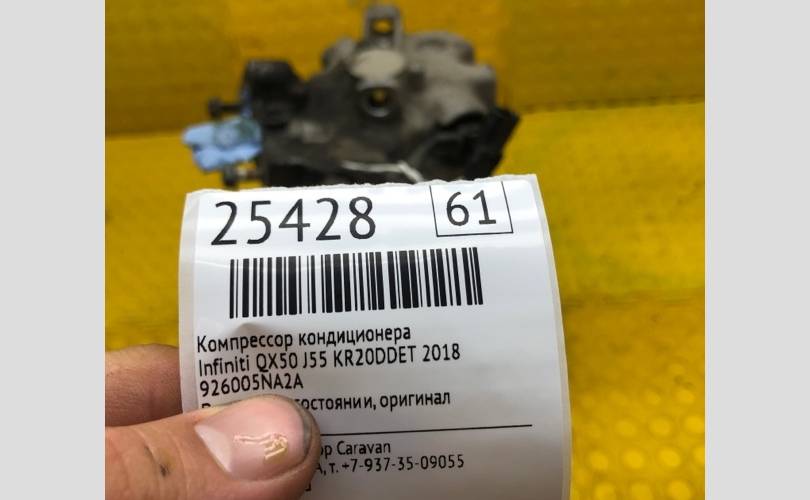 25428 61
Компрессор кондиционера
Infiniti QX50 J55 KR20DDET 2018
926005NA2A
состоянии, оригинал
Caravan
т. +7-937-35-09055